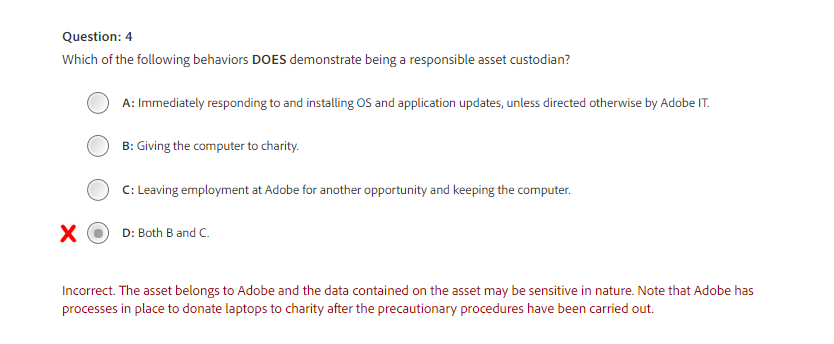 Question: 4
Which of the following behaviors DOES demonstrate being a responsible asset custodian?
A: Immediately responding to and installing OS and application updates, unless directed otherwise by Adobe IT.
B: Giving the computer to charity.
C: Leaving employment at Adobe for another opportunity and keeping the computer.
D: Both B and C.
Incorrect. The asset belongs to Adobe and the data contained on the asset may be sensitive in nature. Note that Adobe has
processes in place to donate laptops to charity after the precautionary procedures have been carried out.